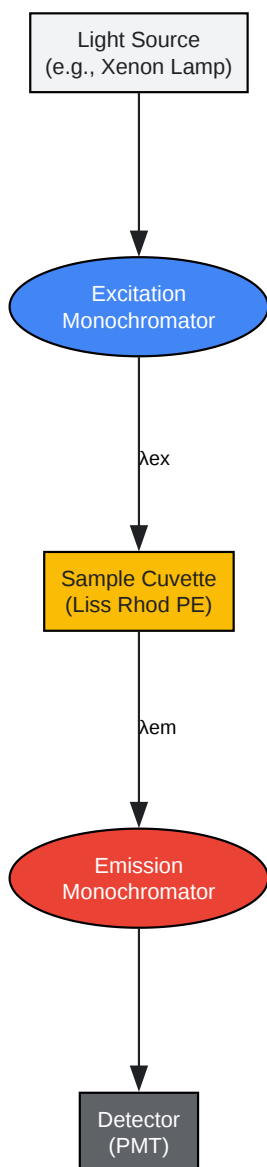 Light Source
(e.g., Xenon Lamp)
Excitation
Monochromator
λex
Sample Cuvette
(Liss Rhod PE)
λem
Emission
Monochromator
Detector
(PMT)